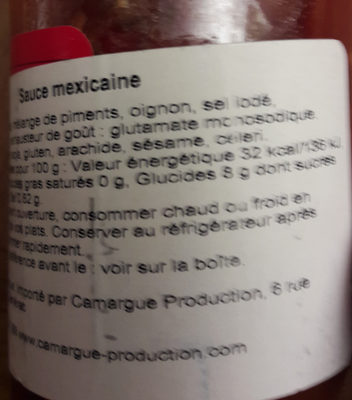 Sauce mexicaine
mélange de piments, oignon, sel iodé,
exhausteur de goût : glutamate monosodique.
gluten, arachide, sésame, céleri.
pour 100 g : Valeur énergétique 32 kcal/136 kJ,
gras saturés 0 g, Glucides 8 g dont sucres
0,62 g.
ouverture, consommer chaud ou froid en
plats. Conserver au réfrigérateur après
rapidement.
avant le : voir sur la boîte.
importé par Camargue Production, 6 rue
www.camargue-production.com